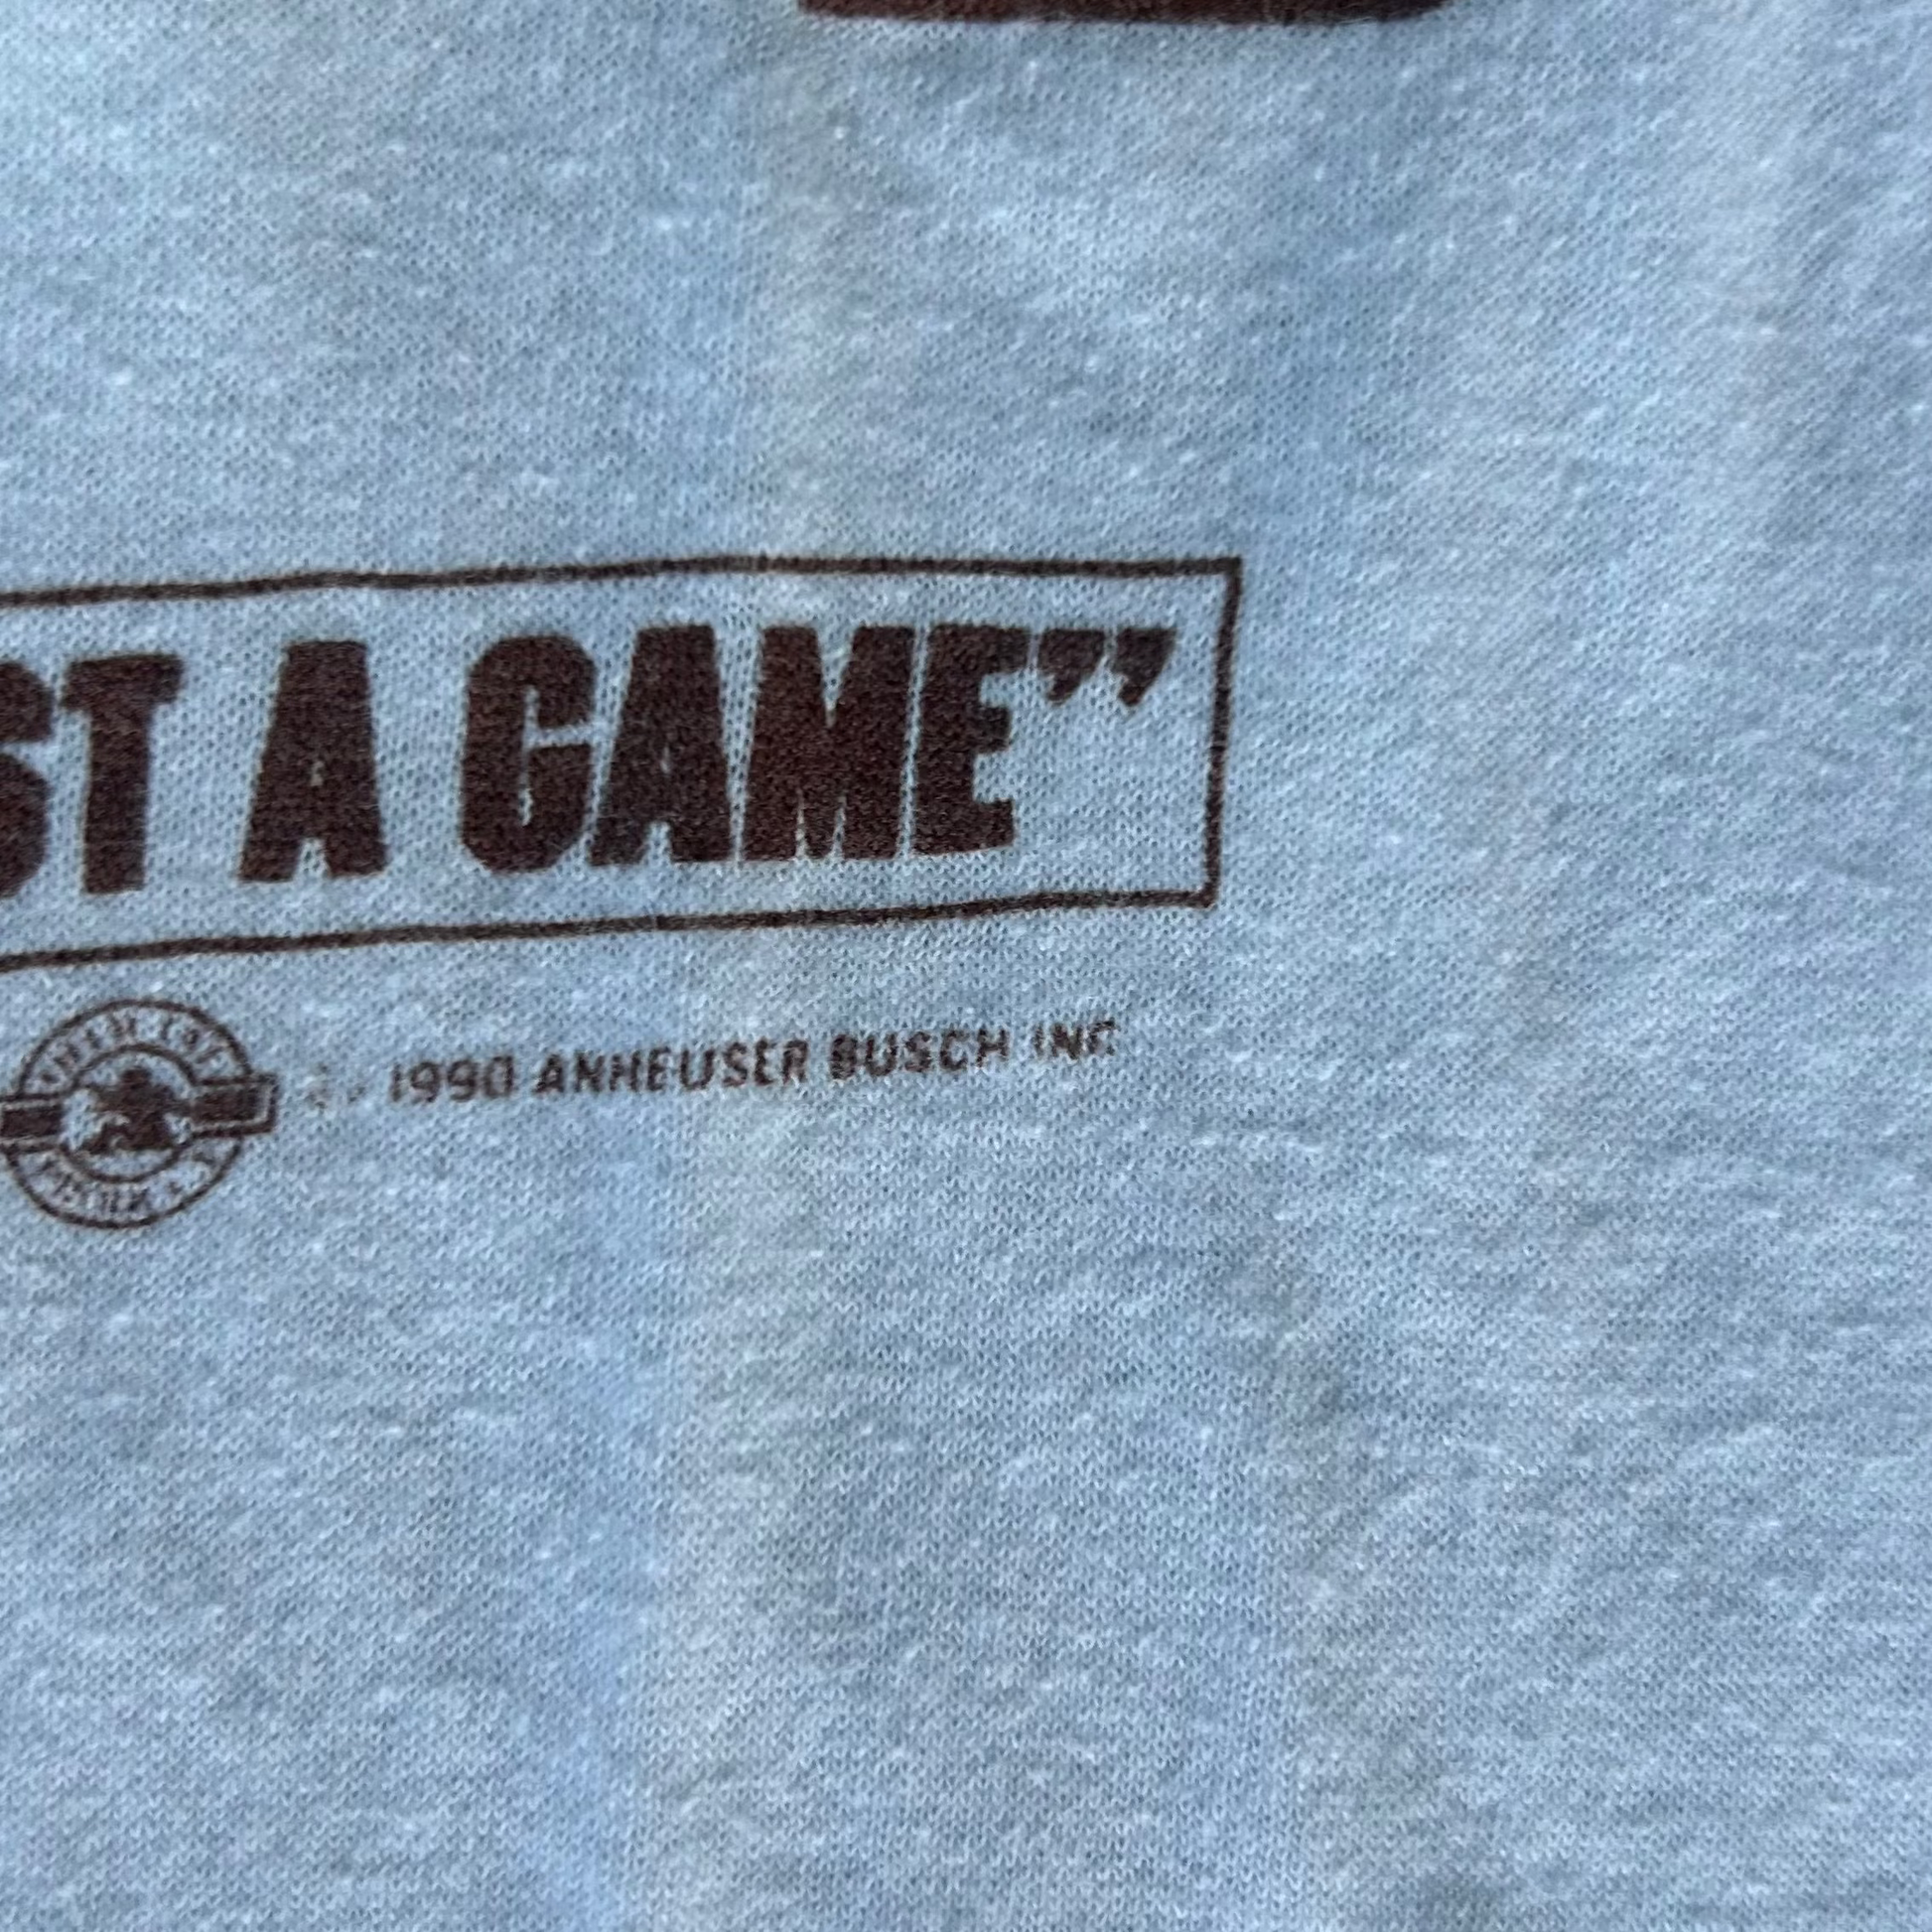 ST A GAME”
1990 ANHEUSER BUSCH INC